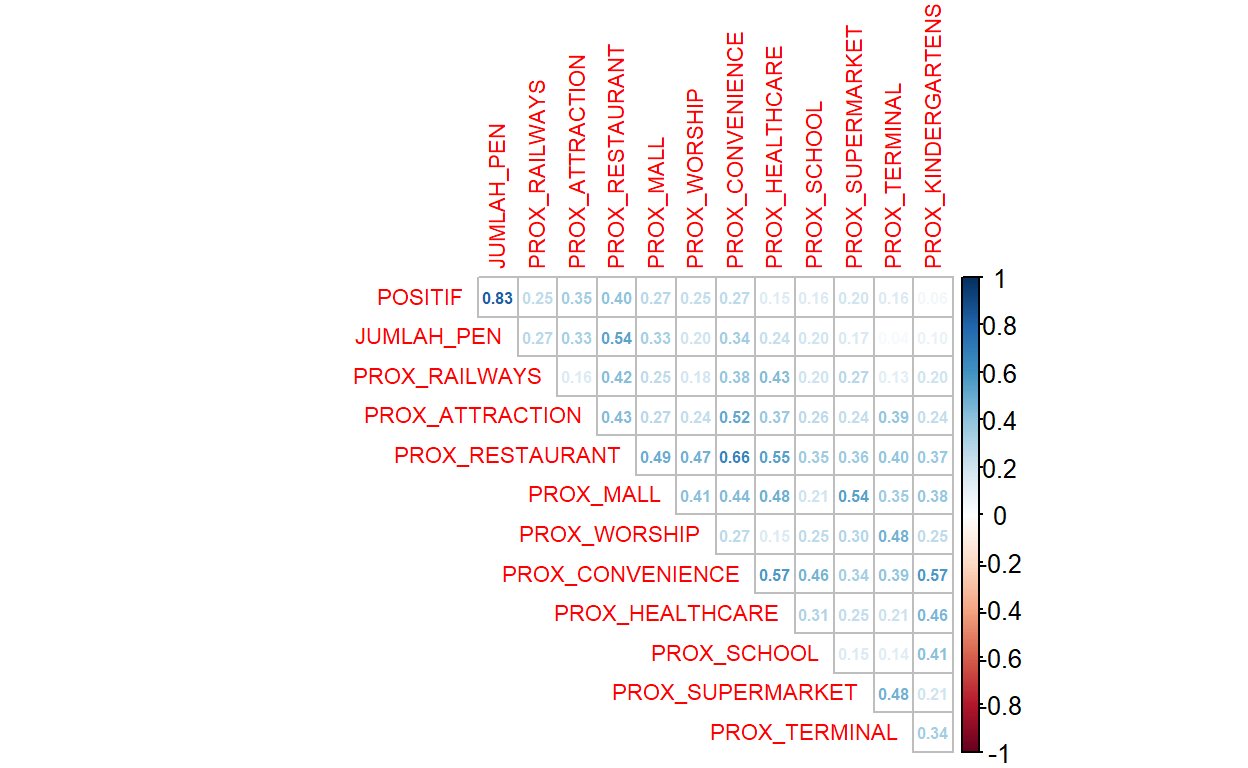 JUMLAH_PEN
PROX_RAILWAYS
PROX_ATTRACTION
PROX_RESTAURANT
PROX_MALL
PROX_WORSHIP
PROX_CONVENIENCE
PROX_HEALTHCARE
PROX_SCHOOL
PROX_SUPERMARKET
PROX_TERMINAL
PROX_KINDERGARTENS
POSITIF 0.83 0.25 0.35 0.40 0.27 0.25 0.27 0.15 0.16 0.20 0.16 0.06
JUMLAH_PEN 0.27 0.33 0.54 0.33 0.20 0.34 0.24 0.20 0.17 0.04 0.10
PROX_RAILWAYS 0.16 0.42 0.25 0.18 0.38 0.43 0.20 0.27 0.13 0.20
PROX_ATTRACTION 0.43 0.27 0.24 0.52 0.37 0.26 0.24 0.39 0.24
PROX_RESTAURANT 0.49 0.47 0.66 0.55 0.35 0.36 0.40 0.37
PROX_MALL 0.41 0.44 0.48 0.21 0.54 0.35 0.38
PROX_WORSHIP 0.27 0.15 0.25 0.30 0.48 0.25
PROX_CONVENIENCE 0.57 0.46 0.34 0.39 0.57
PROX_HEALTHCARE 0.31 0.25 0.21 0.46
PROX_SCHOOL 0.15 0.14 0.41
PROX_SUPERMARKET 0.48 0.21
PROX_TERMINAL 0.34
1
0.8
0.6
0.4
0.2
0
-0.2
-0.4
-0.6
-0.8
-1